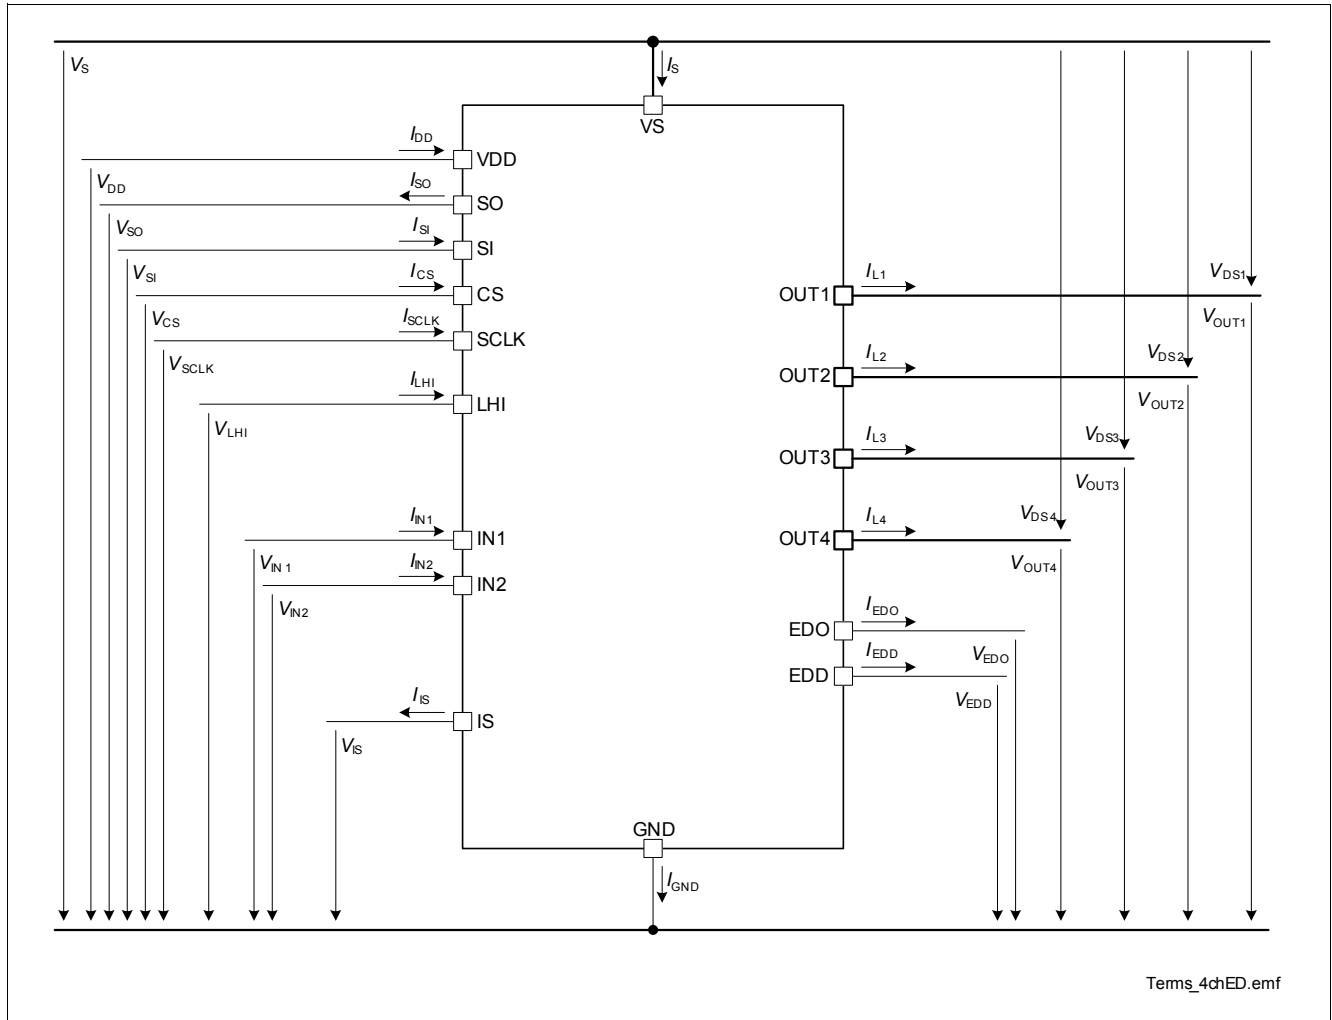 VS
IS
VS
IDD
VDD
VDD
ISO
SO
VSO
ISI
SI
VSI
ICS
CS
VCS
ISCLK
SCLK
VSCLK
ILHI
LHI
VLHI
IIN1
IN1
VIN1
IIN2
IN2
VIN2
IIS
IS
VIS
OUT1
IL1
VDS1
VOUT1
OUT2
IL2
VDS2
VOUT2
OUT3
IL3
VDS3
VOUT3
OUT4
IL4
VDS4
VOUT4
EDO
IEDO
VEDO
EDD
IEDD
VEDD
GND
IGND
Terms_4chED.emf